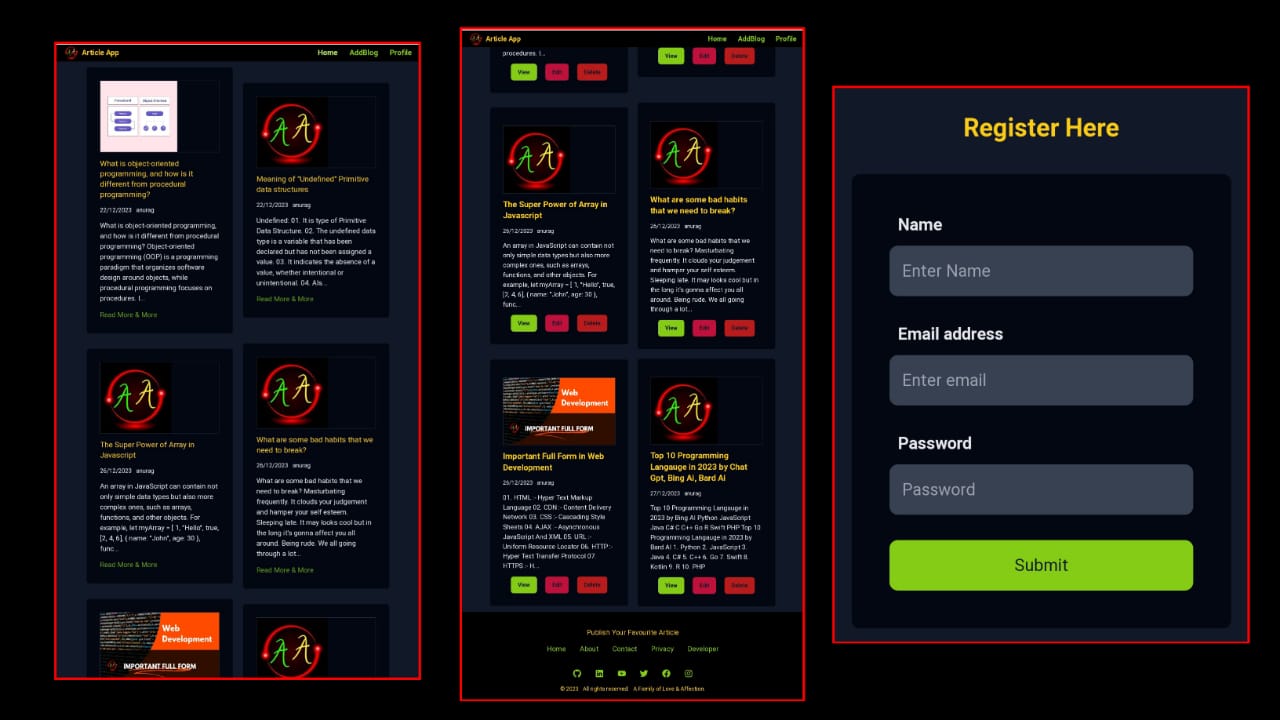 Article App
Home AddBlog Profile
What is object-oriented
programming, and how is it
different from procedural
programming?
22/12/2023 anurag
What is object-oriented programming,
and how is it different from procedural
programming? Object-oriented
programming (OOP) is a programming
paradigm that organizes software
design around objects, while
procedural programming focuses on
procedures. I...
Read More & More
Meaning of "Undefined" Primitive
data structures
22/12/2023 anurag
Undefined: 01. It is type of Primitive
Data Structure. 02. The undefined data
type is a variable that has been
declared but has not been assigned a
value. 03. It indicates the absence of a
value, whether intentional or
unintentional. 04. Als...
Read More & More
The Super Power of Array in
Javascript
26/12/2023 anurag
An array in JavaScript can contain not
only simple data types but also more
complex ones, such as arrays,
functions, and other objects. For
example, let myArray = [ 1, "Hello", true,
[2, 4, 6], { name: "John", age: 30 },
func...
Read More & More
What are some bad habits that we
need to break?
26/12/2023 anurag
What are some bad habits that we
need to break? Masturbating
frequently. It clouds your judgement
and hamper your self esteem.
Sleeping late. It may looks cool but in
the long it's gonna affect you all
around. Being rude. We all going
through a lot...
Read More & More
Web
Development
IMPORTANT FULL FORM
A A
Article App
Home AddBlog Profile
procedures. I...
View Edit Delete
View Edit Delete
A A
The Super Power of Array in
Javascript
26/12/2023 anurag
An array in JavaScript can contain not
only simple data types but also more
complex ones, such as arrays,
functions, and other objects. For
example, let myArray = [ 1, "Hello", true,
[2, 4, 6], { name: "John", age: 30 },
func...
View Edit Delete
A A
What are some bad habits
that we need to break?
26/12/2023 anurag
What are some bad habits that we
need to break? Masturbating
frequently. It clouds your judgement
and hamper your self esteem.
Sleeping late. It may looks cool but in
the long it's gonna affect you all
around. Being rude. We all going
through a lot...
View Edit Delete
Web
Development
IMPORTANT FULL FORM
Important Full Form in Web
Development
26/12/2023 anurag
01. HTML :- Hyper Text Markup
Language 02. CDN :- Content Delivery
Network 03. CSS :- Cascading Style
Sheets 04. AJAX :- Asynchronous
JavaScript And XML 05. URL :-
Uniform Resource Locator 06. HTTP:-
Hyper Text Transfer Protocol 07.
HTTPS :- H...
View Edit Delete
A A
Top 10 Programming
Langauge in 2023 by Chat
Gpt, Bing Ai, Bard AI
27/12/2023 anurag
Top 10 Programming Langauge in
2023 by Bing AI Python JavaScript
Java C# C C++ Go R Swift PHP Top 10
Programming Langauge in 2023 by
Bard AI 1. Python 2. JavaScript 3.
Java 4. C# 5. C++ 6. Go 7. Swift 8.
Kotlin 9. R 10. PHP
View Edit Delete
Publish Your Favourite Article
Home About Contact Privacy Developer
© 2023 All rights reserved A Family of Love & Affection
Register Here
Name
Enter Name
Email address
Enter email
Password
Password
Submit